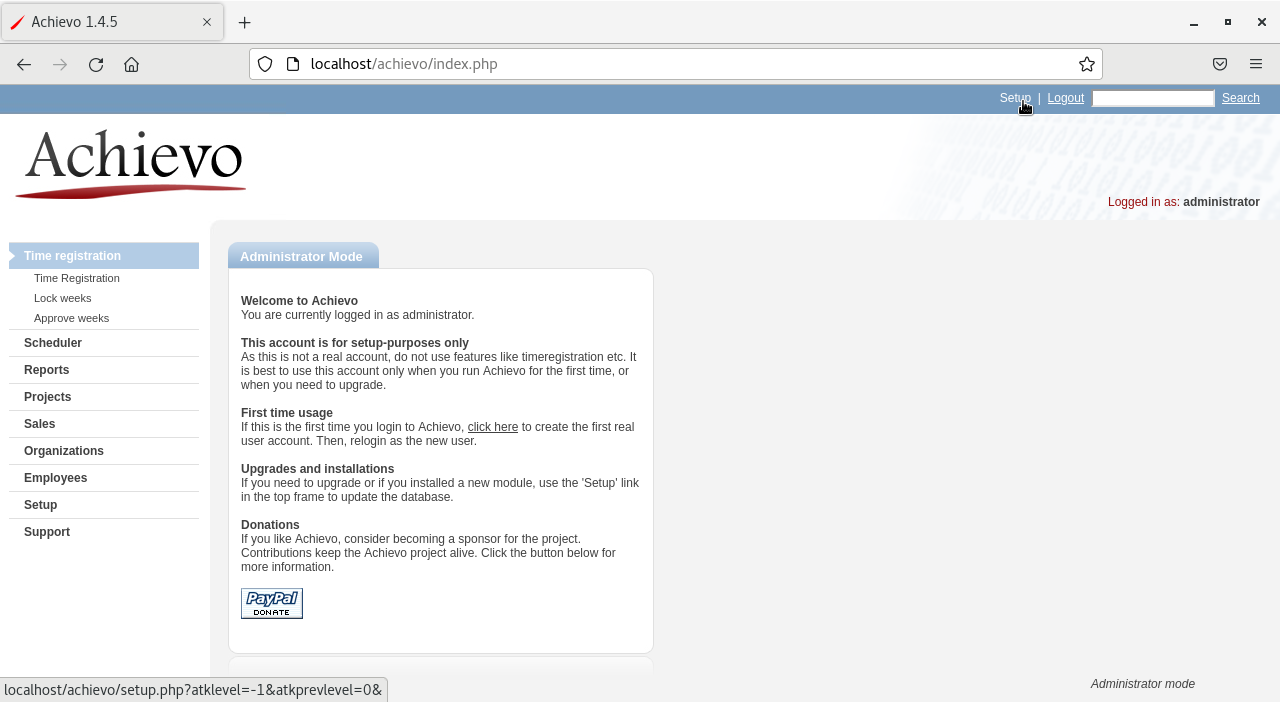 Achievo 1.4.5
localhost/achievo/index.php
Setup | Logout Search
Achievo
Logged in as: administrator
Time registration
Time Registration
Lock weeks
Approve weeks
Scheduler
Reports
Projects
Sales
Organizations
Employees
Setup
Support
Administrator Mode
Welcome to Achievo
You are currently logged in as administrator.
This account is for setup-purposes only
As this is not a real account, do not use features like timeregistration etc. It
is best to use this account only when you run Achievo for the first time, or
when you need to upgrade.
First time usage
If this is the first time you login to Achievo, click here to create the first real
user account. Then, relogin as the new user.
Upgrades and installations
If you need to upgrade or if you installed a new module, use the 'Setup' link
in the top frame to update the database.
Donations
If you like Achievo, consider becoming a sponsor for the project.
Contributions keep the Achievo project alive. Click the button below for
more information.
PayPal
DONATE
localhost/achievo/setup.php?atklevel=-1&atkprevlevel=0&
Administrator mode